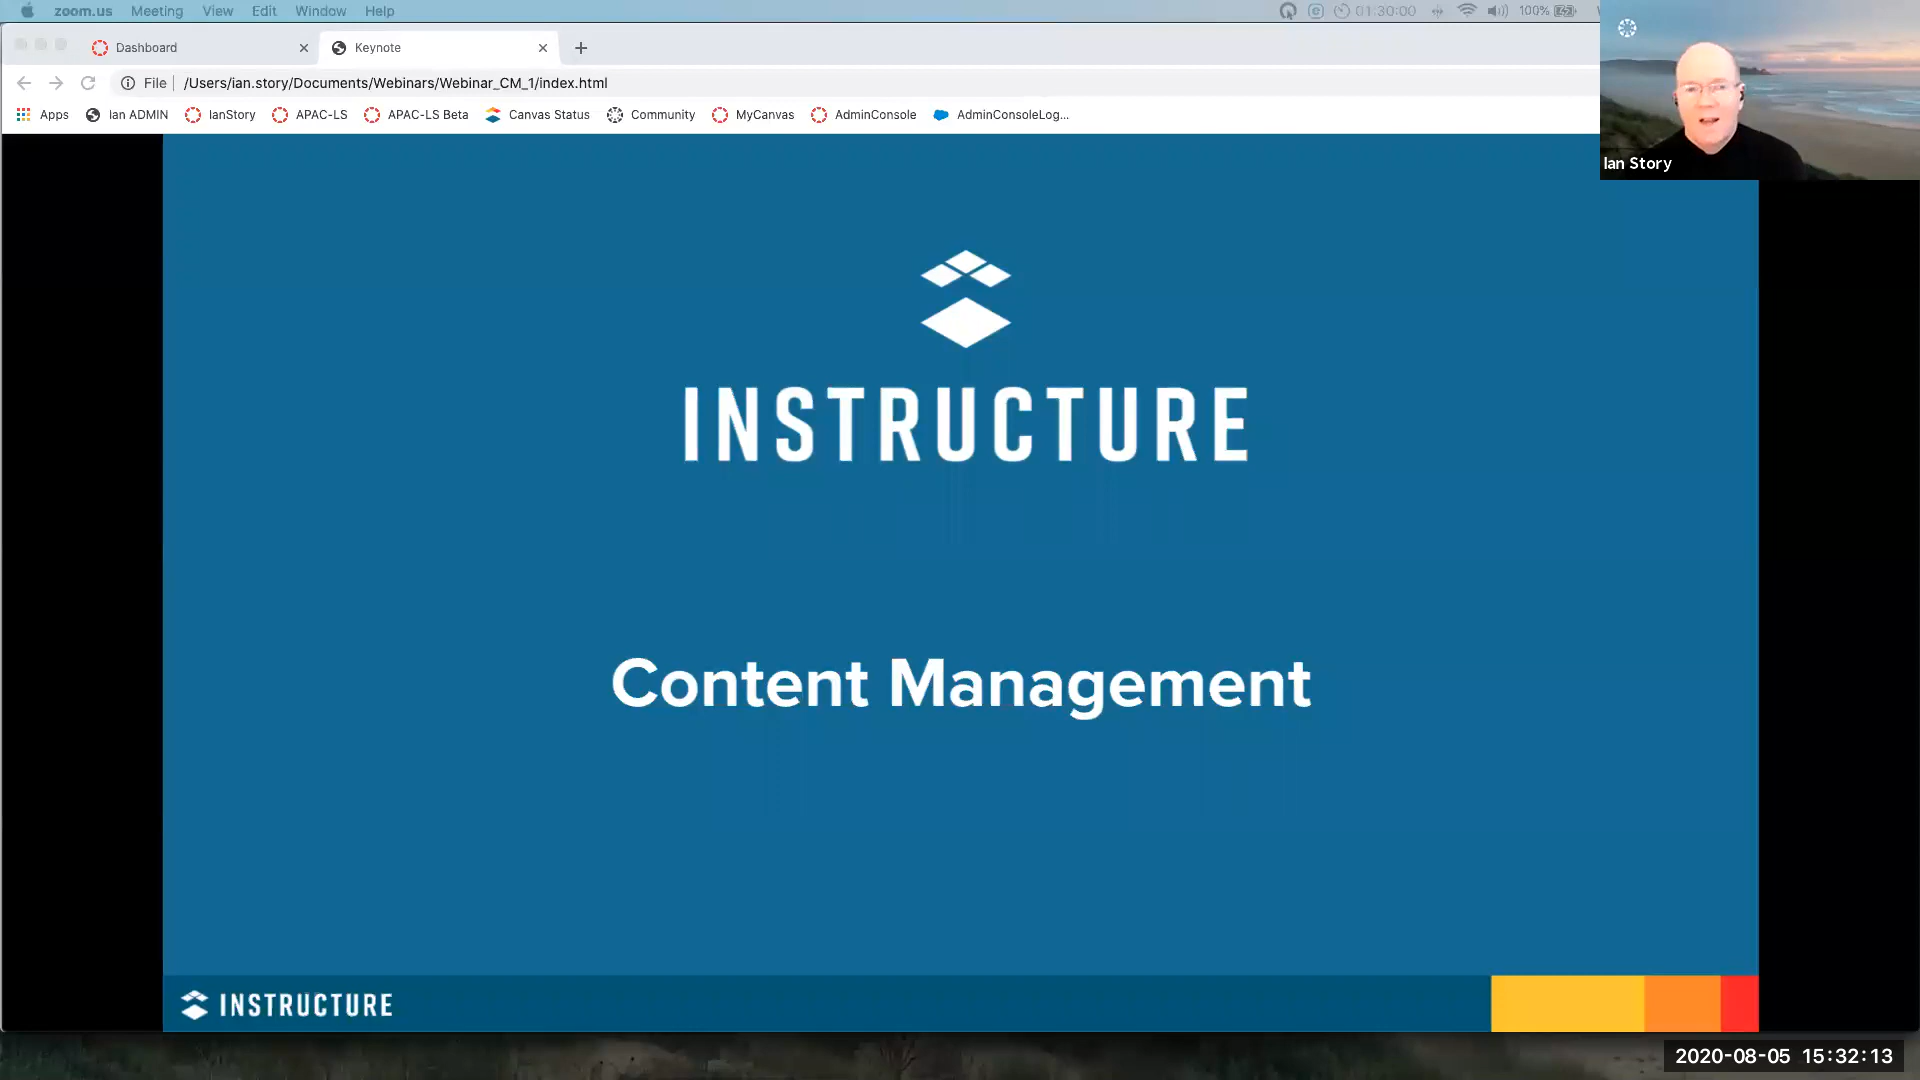 zoom.us Meeting View Edit Window Help 01:30:00 100%
Dashboard Keynote
File /Users/ian.story/Documents/Webinars/Webinar_CM_1/index.html
Apps Ian ADMIN IanStory APAC-LS APAC-LS Beta Canvas Status Community MyCanvas AdminConsole AdminConsoleLog...
Ian Story
INSTRUCTURE
Content Management
INSTRUCTURE
2020-08-05 15:32:13